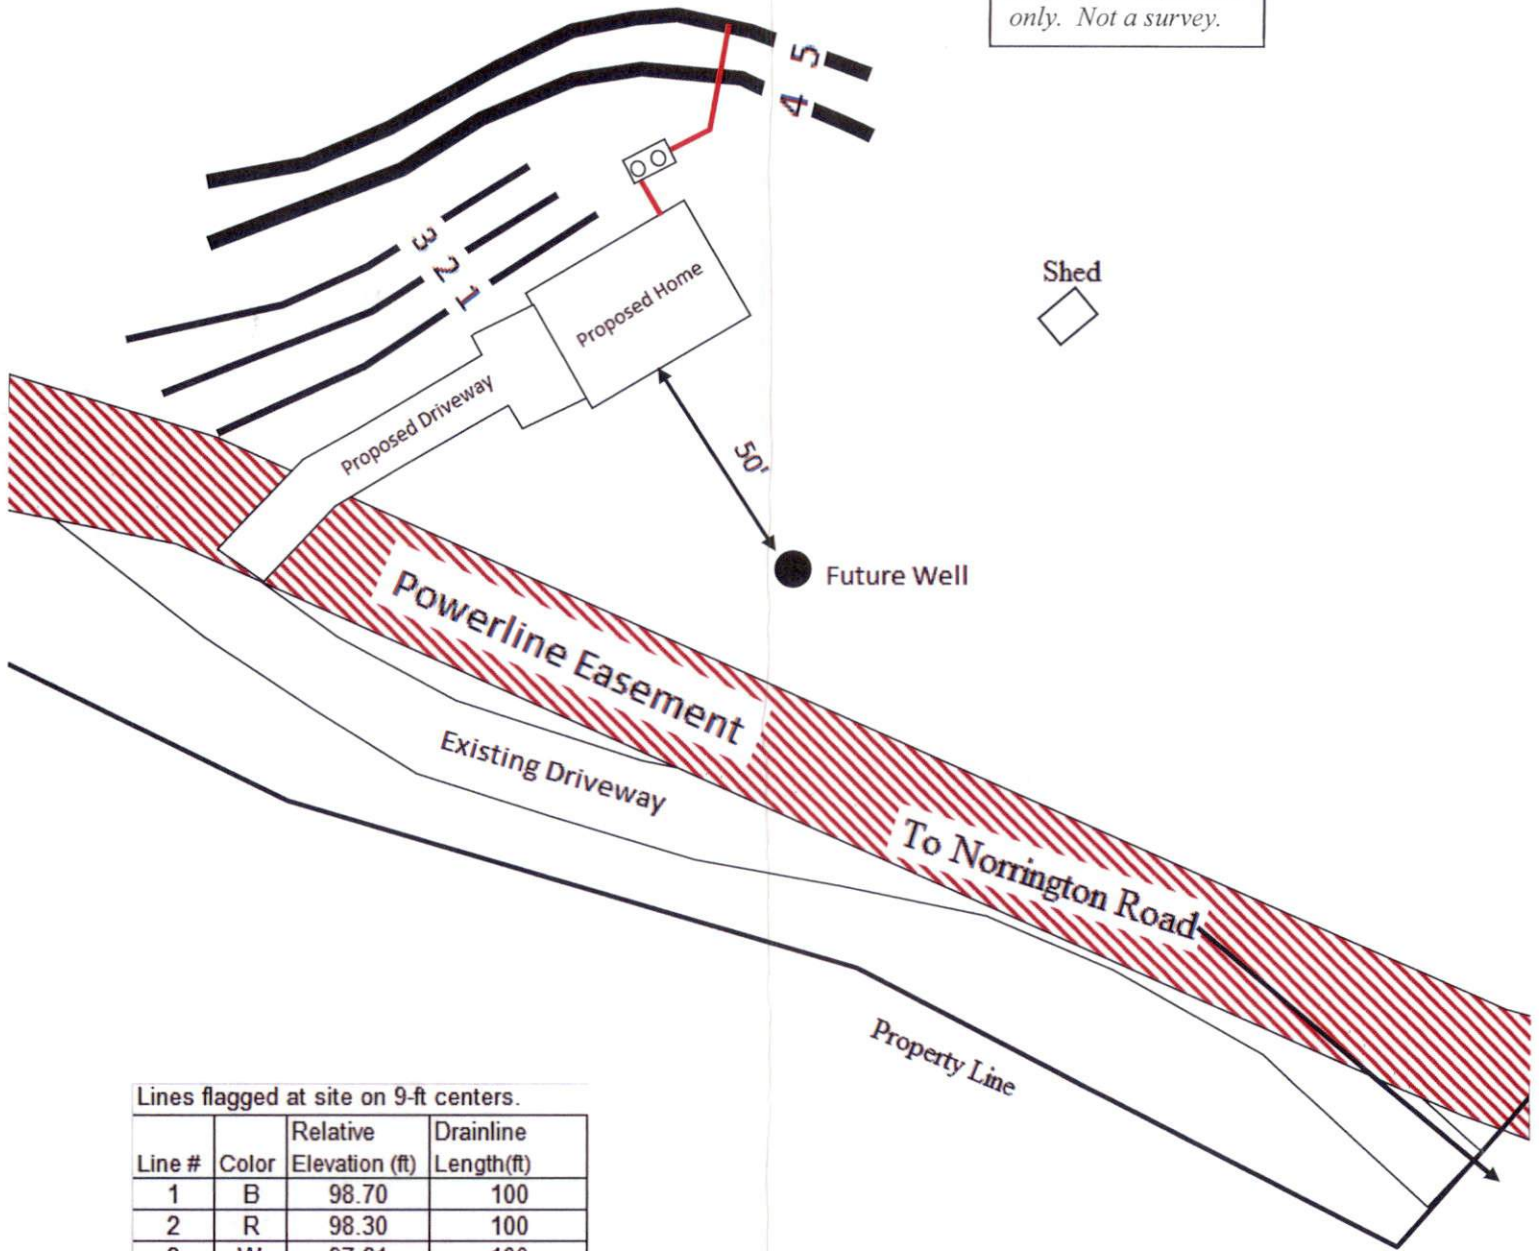 only. Not a survey.
5
4
3
2
1
Proposed Home
Shed
Proposed Driveway
50'
Future Well
Powerline Easement
Existing Driveway
To Norrington Road
Property Line
Lines flagged at site on 9-ft centers.
Line # Color Relative Elevation (ft) Drainline Length(ft)
1 B 98.70 100
2 R 98.30 100